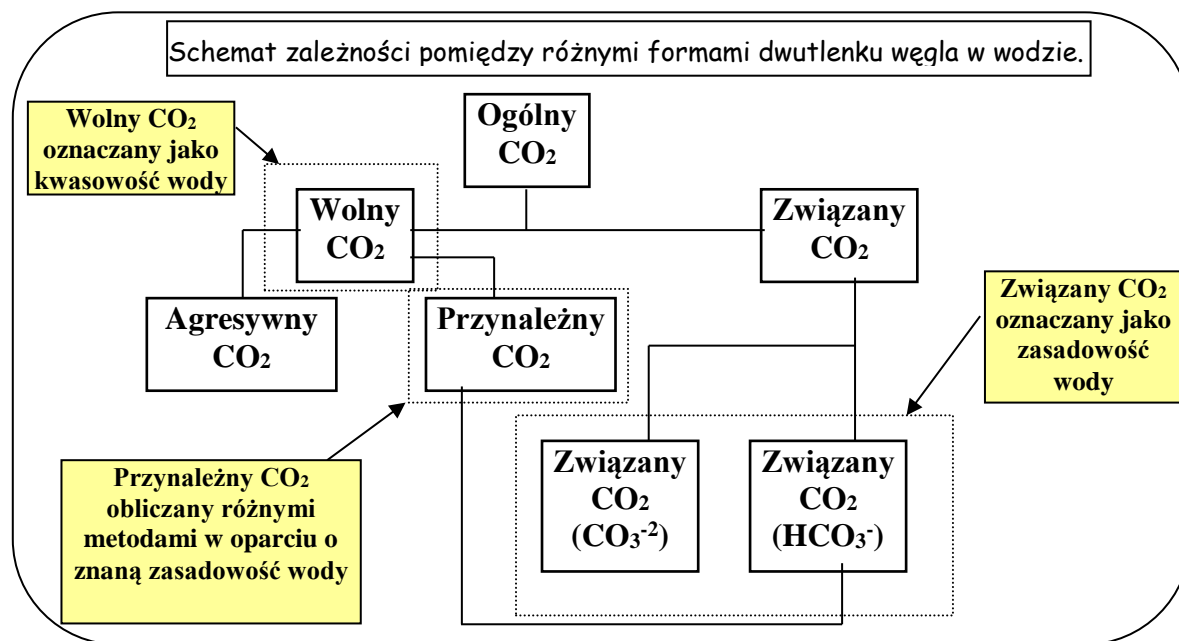 Schemat zależności pomiędzy różnymi formami dwutlenku węgla w wodzie.
Wolny CO₂
oznaczany jako
kwasowość wody
Ogólny
CO₂
Wolny
CO₂
Związany
CO₂
Agresywny
CO₂
Przynależny
CO₂
Związany CO₂
oznaczany jako
zasadowość
wody
Przynależny CO₂
obliczany różnymi
metodami w oparciu o
znaną zasadowość wody
Związany
CO₂
(CO₃⁻²)
Związany
CO₂
(HCO₃⁻)